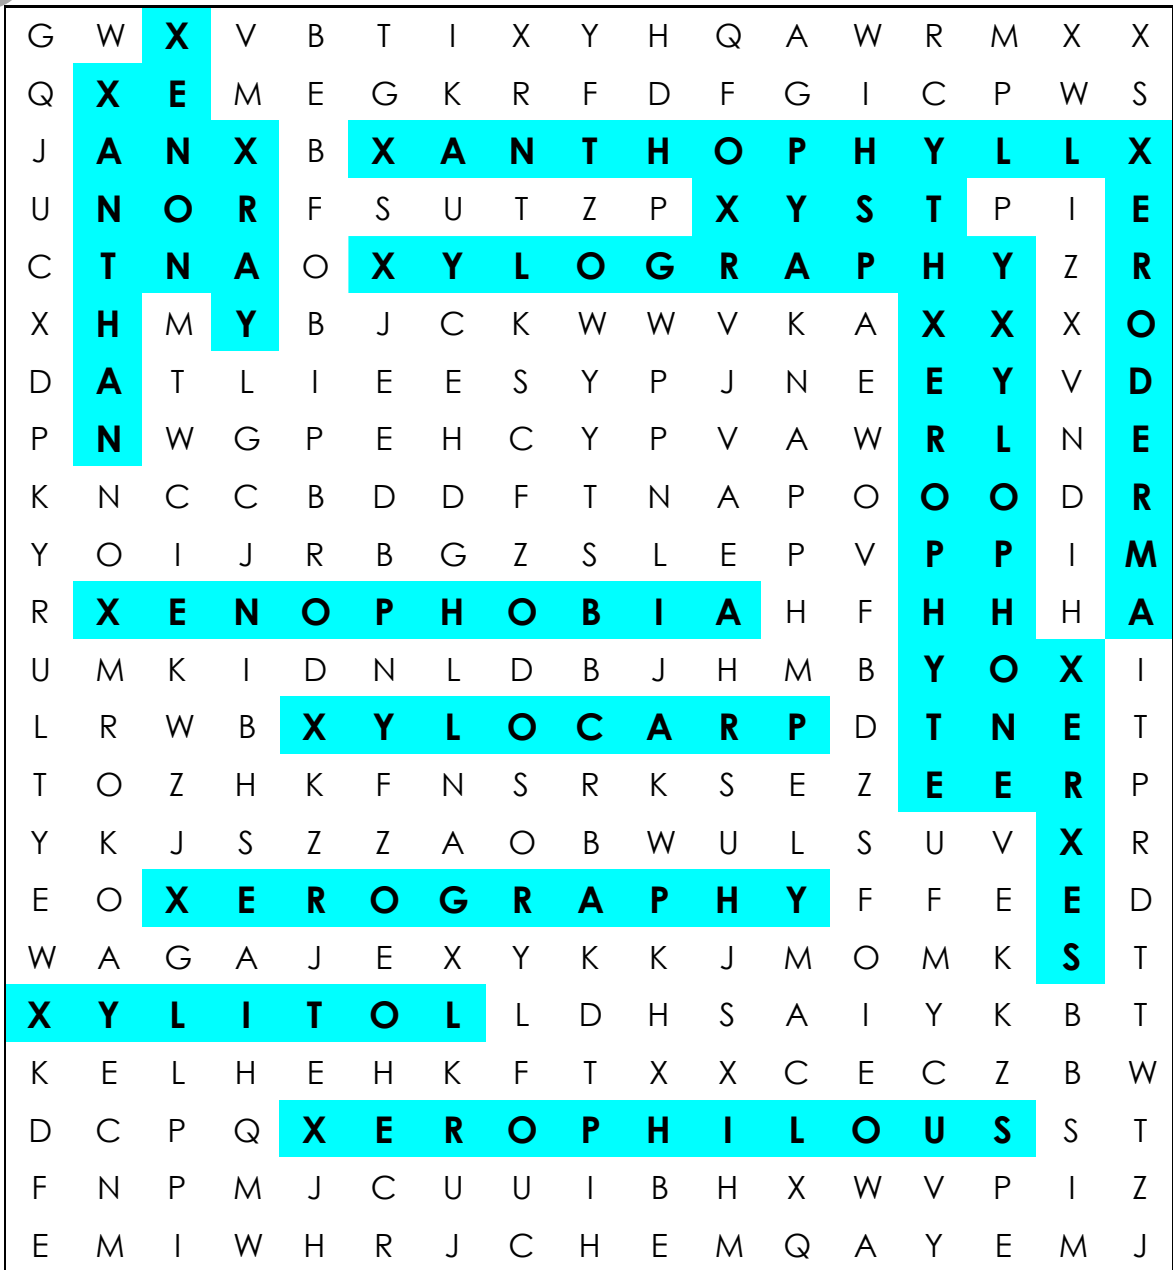 G W X V B T I X Y H Q A W R M X X
Q X E M E G K R F D F G I C P W S
J A N X B X A N T H O P H Y L L X
U N O R F S U T Z P X Y S T P I E
C T N A O X Y L O G R A P H Y Z R
X H M Y B J C K W W V K A X X X O
D A T L I E E S Y P J N E E Y V D
P N W G P E H C Y P V A W R L N E
K N C C B D D F T N A P O O O D R
Y O I J R B G Z S L E P V P P I M
R X E N O P H O B I A H F H H H A
U M K I D N L D B J H M B Y O X I
L R W B X Y L O C A R P D T N E T
T O Z H K F N S R K S E Z E E R P
Y K J S Z Z A O B W U L S U V X R
E O X E R O G R A P H Y F F E E D
W A G A J E X Y K K J M O M K S T
X Y L I T O L L D H S A I Y K B T
K E L H E H K F T X X C E C Z B W
D C P Q X E R O P H I L O U S S T
F N P M J C U U I B H X W V P I Z
E M I W H R J C H E M Q A Y E M J